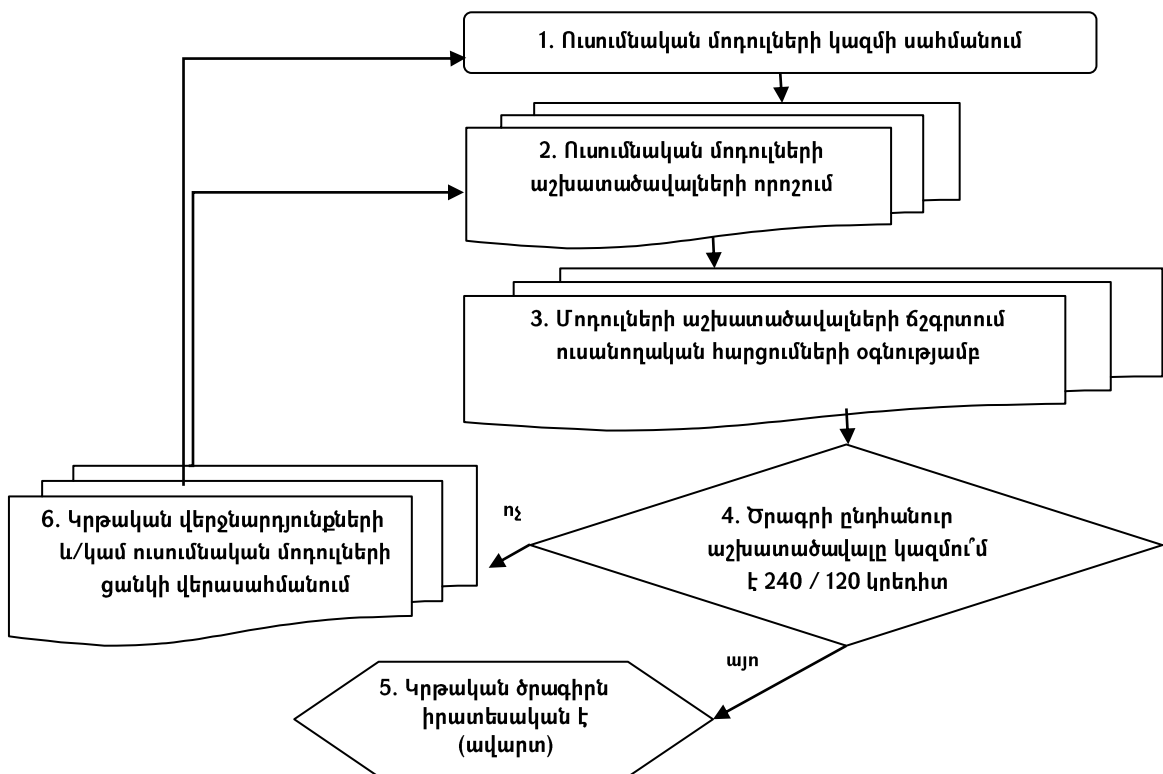 1. Ուսումնական մոդուլների կազմի սահմանում
2. Ուսումնական մոդուլների
աշխատածավալների որոշում
3. Մոդուլների աշխատածավալների ճշգրտում
ուսանողական հարցումների օգնությամբ
4. Ծրագրի ընդհանուր
աշխատածավալը կազմու՞մ
է 240 / 120 կրեդիտ
ոչ
6. Կրթական վերջնարդյունքների
և/կամ ուսումնական մոդուլների
ցանկի վերասահմանում
այո
5. Կրթական ծրագիրն
իրատեսական է
(ավարտ)